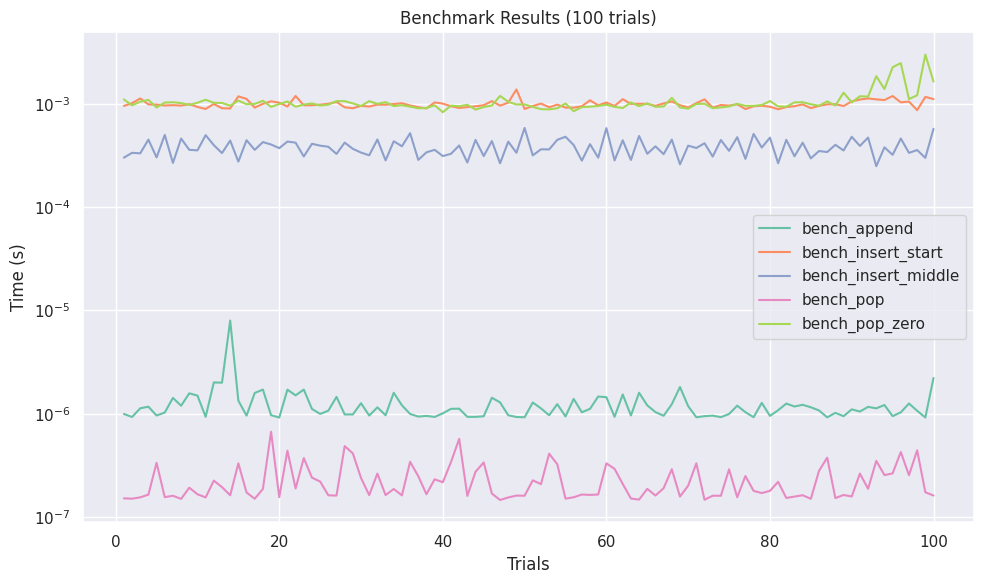 Benchmark Results (100 trials)
Time (s)
10⁻³
10⁻⁴
10⁻⁵
10⁻⁶
10⁻⁷
bench_append
bench_insert_start
bench_insert_middle
bench_pop
bench_pop_zero
0 20 40 60 80 100
Trials